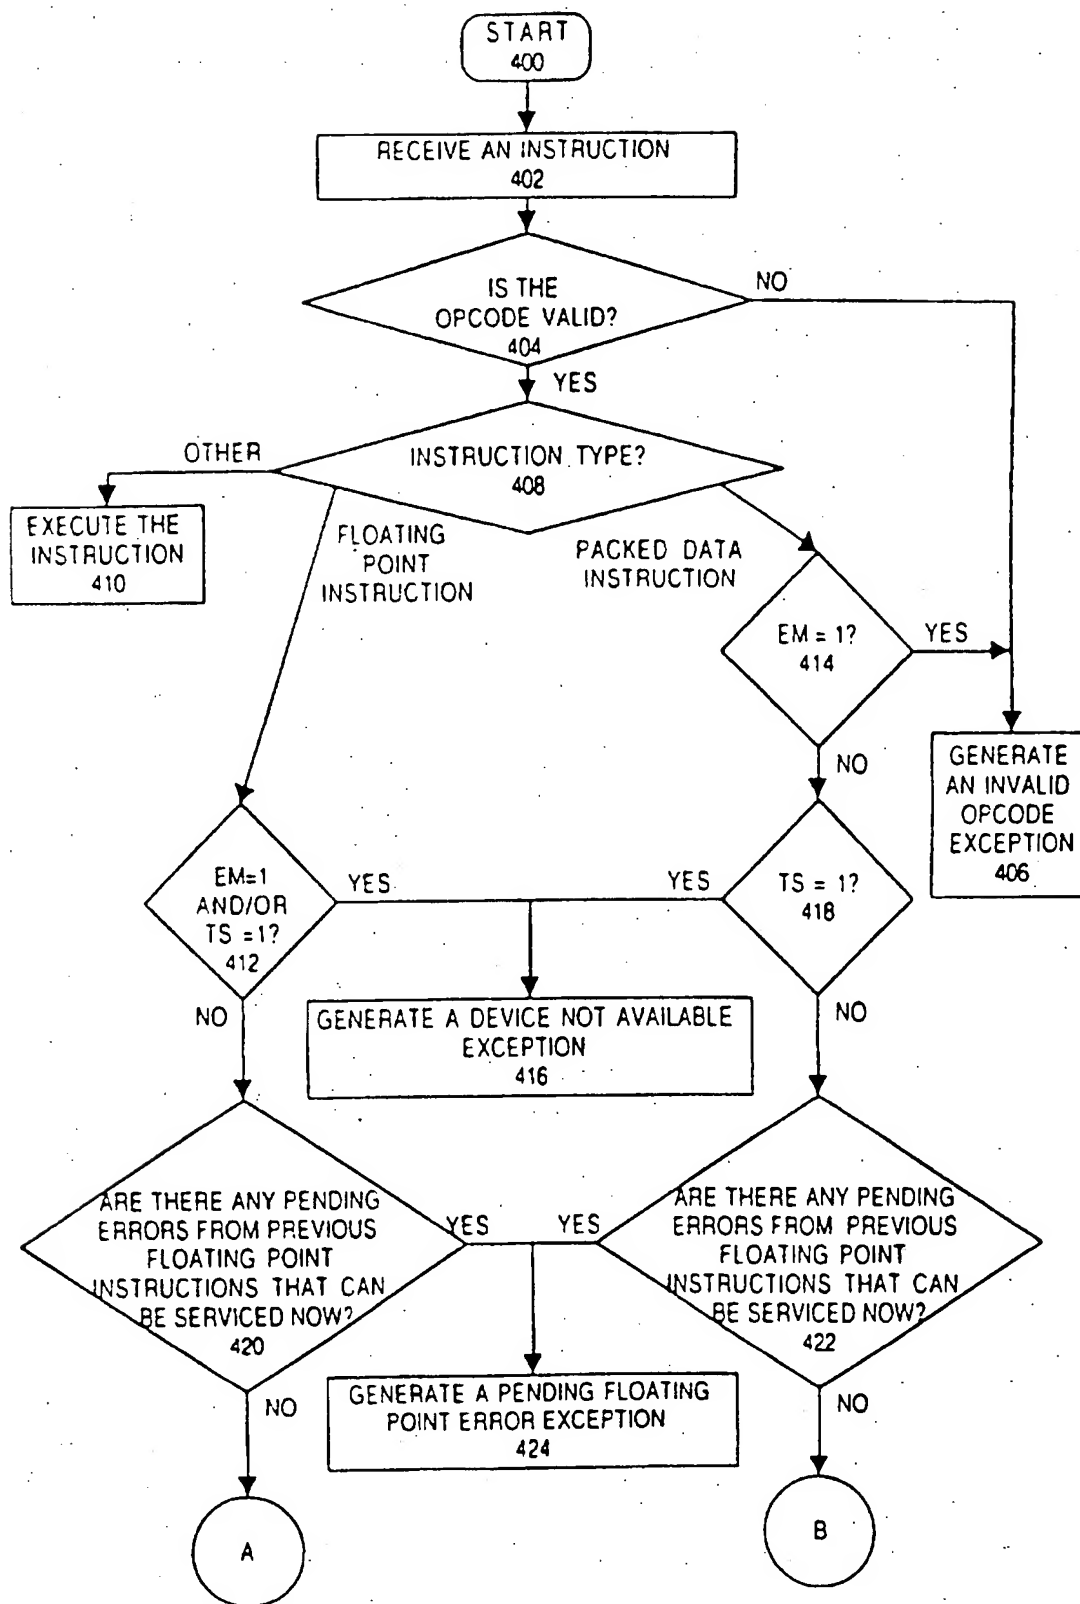 START
400
RECEIVE AN INSTRUCTION
402
IS THE
OPCODE VALID?
404
NO
YES
INSTRUCTION TYPE?
408
OTHER
EXECUTE THE
INSTRUCTION
410
FLOATING
POINT
INSTRUCTION
PACKED DATA
INSTRUCTION
EM = 1?
414
YES
NO
GENERATE
AN INVALID
OPCODE
EXCEPTION
406
EM=1
AND/OR
TS =1?
412
YES
YES
TS = 1?
418
NO
GENERATE A DEVICE NOT AVAILABLE
EXCEPTION
416
NO
ARE THERE ANY PENDING
ERRORS FROM PREVIOUS
FLOATING POINT
INSTRUCTIONS THAT CAN
BE SERVICED NOW?
420
YES
YES
ARE THERE ANY PENDING
ERRORS FROM PREVIOUS
FLOATING POINT
INSTRUCTIONS THAT CAN
BE SERVICED NOW?
422
NO
GENERATE A PENDING FLOATING
POINT ERROR EXCEPTION
424
NO
A
B